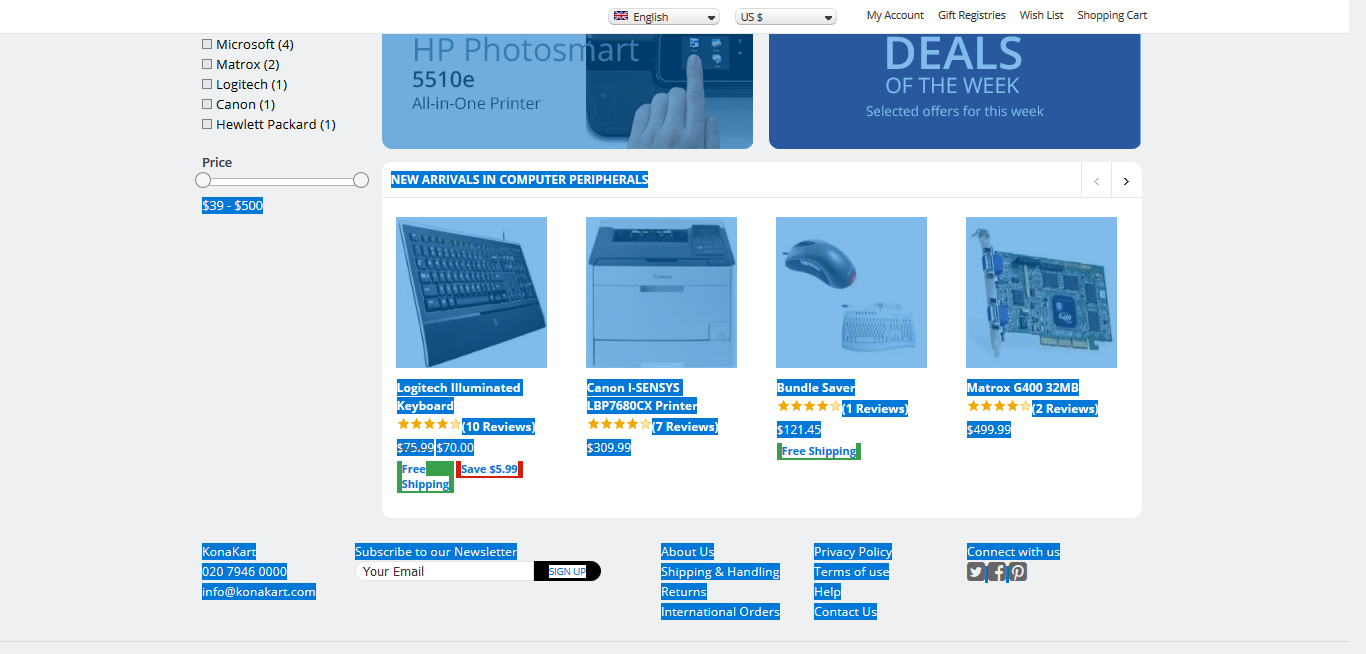 English
US $
My Account
Gift Registries
Wish List
Shopping Cart
Microsoft (4)
Matrox (2)
Logitech (1)
Canon (1)
Hewlett Packard (1)
Price
$39 - $500
HP Photosmart
5510e
All-in-One Printer
DEALS
OF THE WEEK
Selected offers for this week
NEW ARRIVALS IN COMPUTER PERIPHERALS
Logitech Illuminated
Keyboard
(10 Reviews)
$75.99 $70.00
Free
Shipping
Save $5.99
Canon I-SENSYS
LBP7680CX Printer
(7 Reviews)
$309.99
Bundle Saver
(1 Reviews)
$121.45
Free Shipping
Matrox G400 32MB
(2 Reviews)
$499.99
KonaKart
020 7946 0000
info@konakart.com
Subscribe to our Newsletter
Your Email
SIGN UP
About Us
Shipping & Handling
Returns
International Orders
Privacy Policy
Terms of use
Help
Contact Us
Connect with us